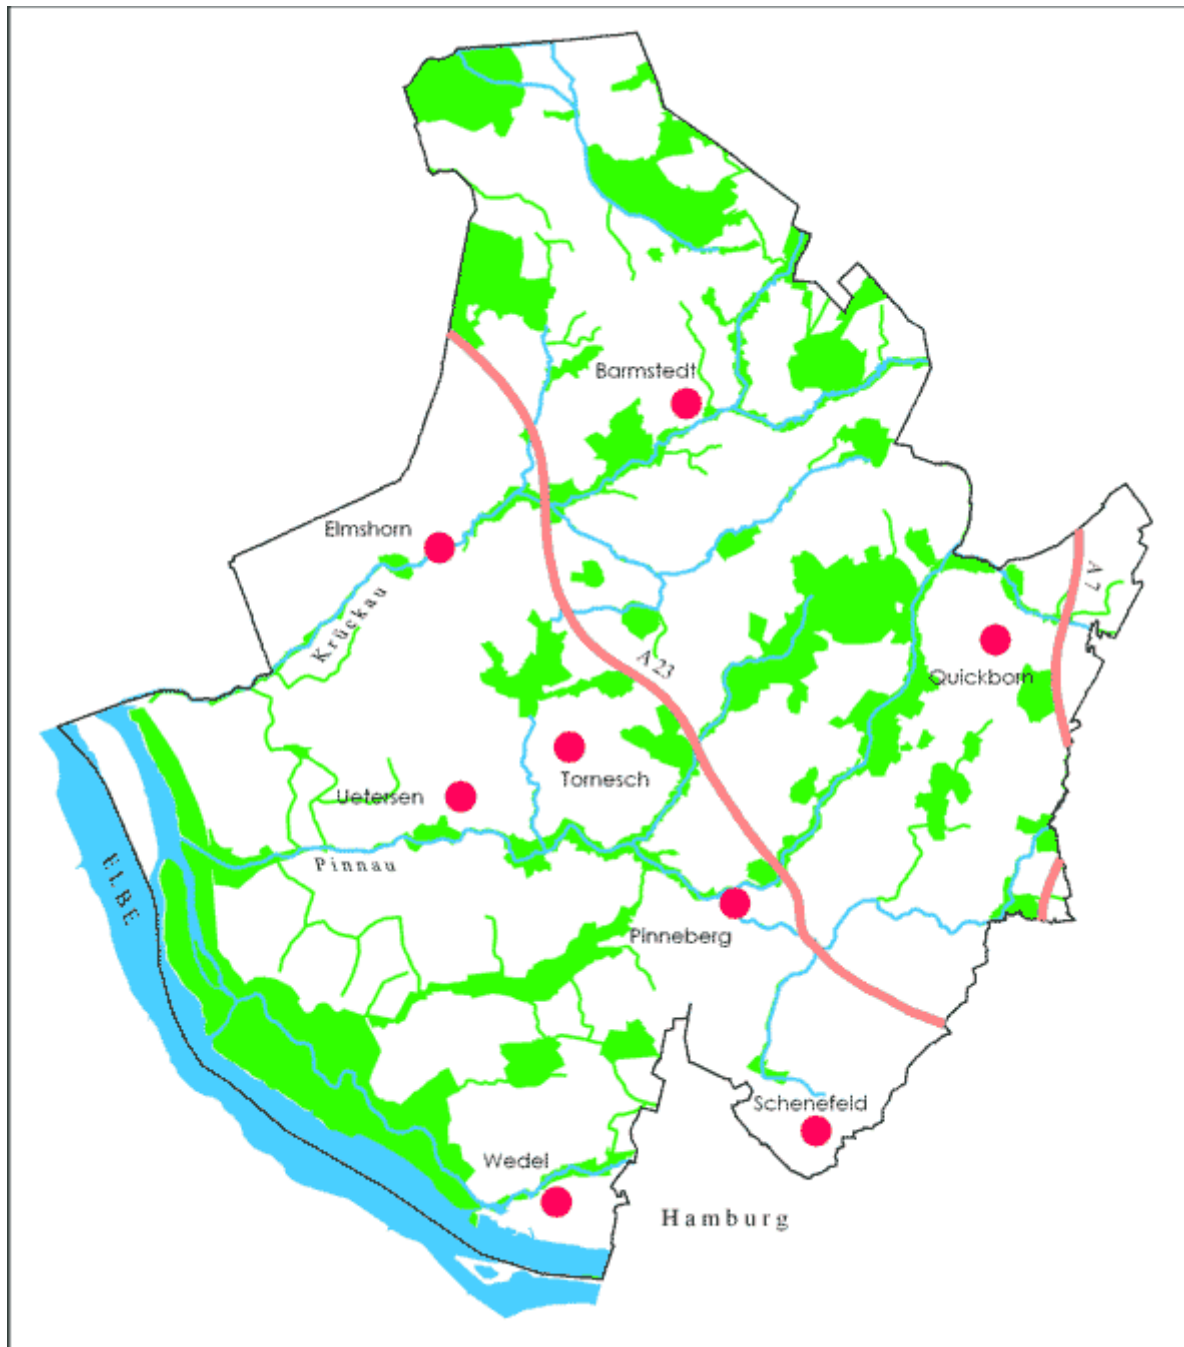 Barmstedt
Elmshorn
A 7
Krückau
A 23
Quickborn
Tornesch
Uetersen
Pinnau
ELBE
Pinneberg
Schenefeld
Wedel
Hamburg